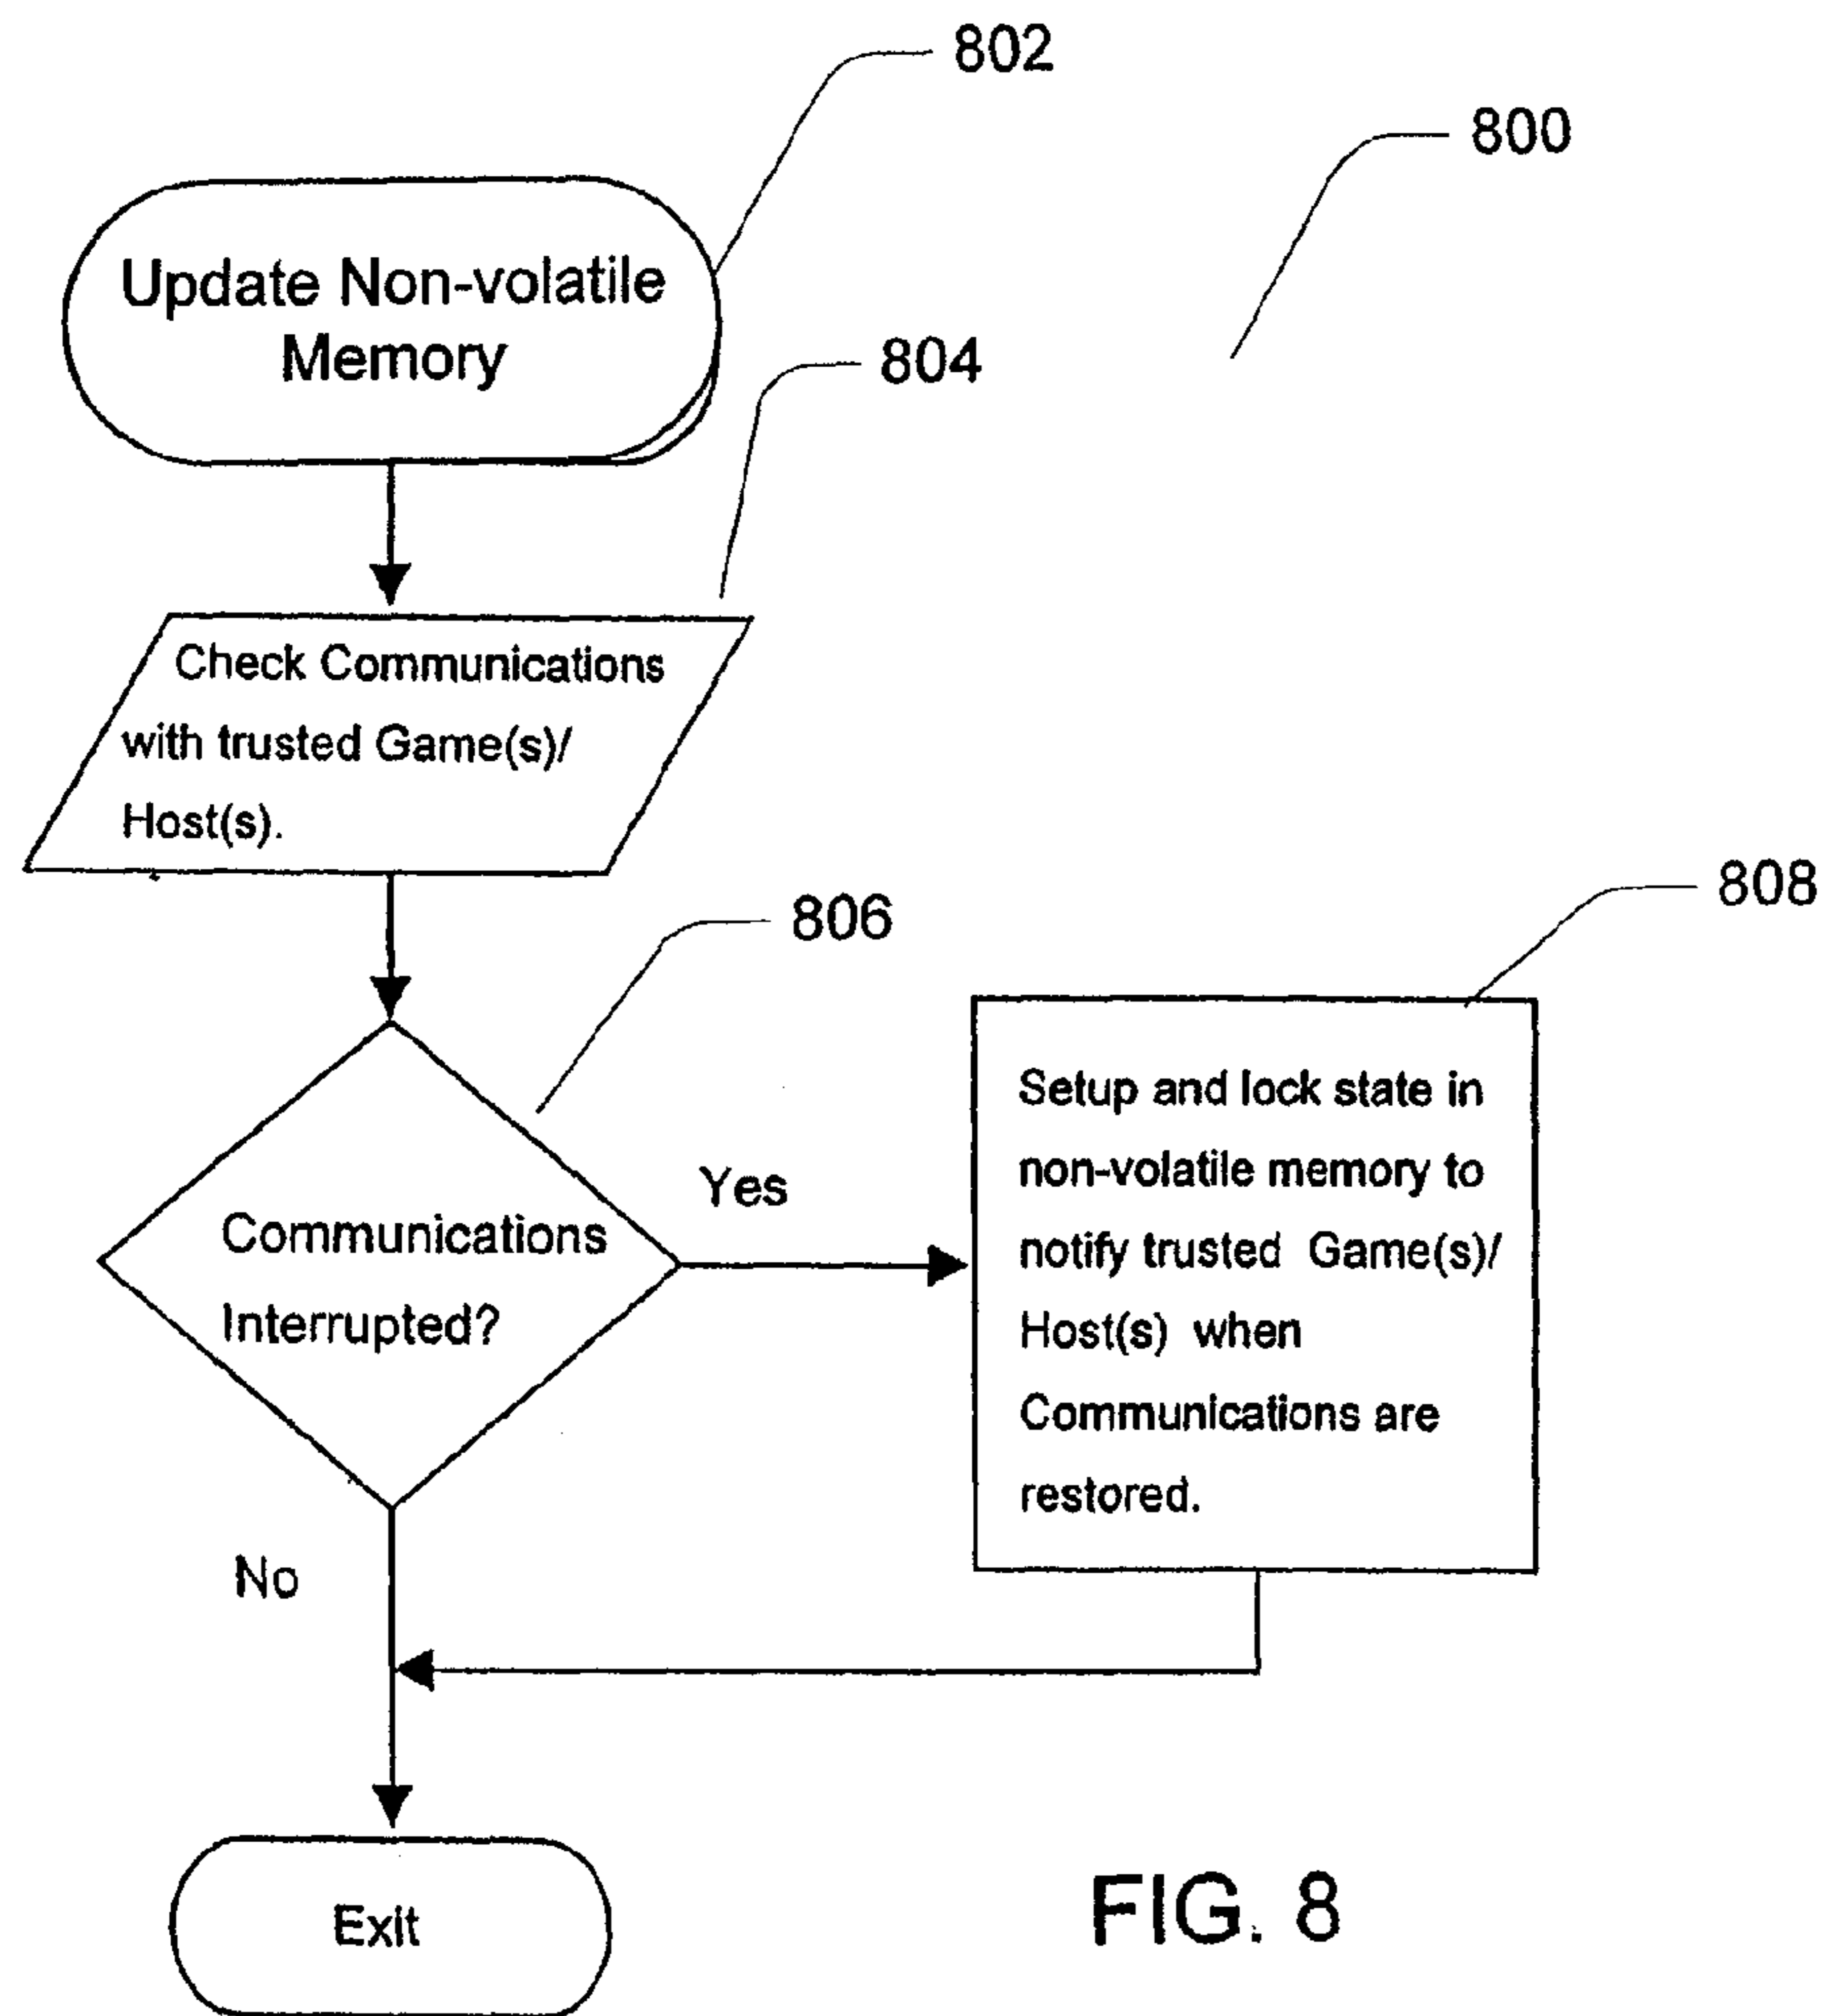 802
800
Update Non-volatile
Memory
804
Check Communications
with trusted Game(s)/
Host(s).
806
808
Communications
Interrupted?
Yes
Setup and lock state in
non-volatile memory to
notify trusted Game(s)/
Host(s) when
Communications are
restored.
No
Exit
FIG. 8